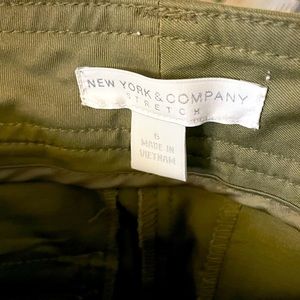 NEW YORK & COMPANY
STRETCH
6
MADE IN
VIETNAM